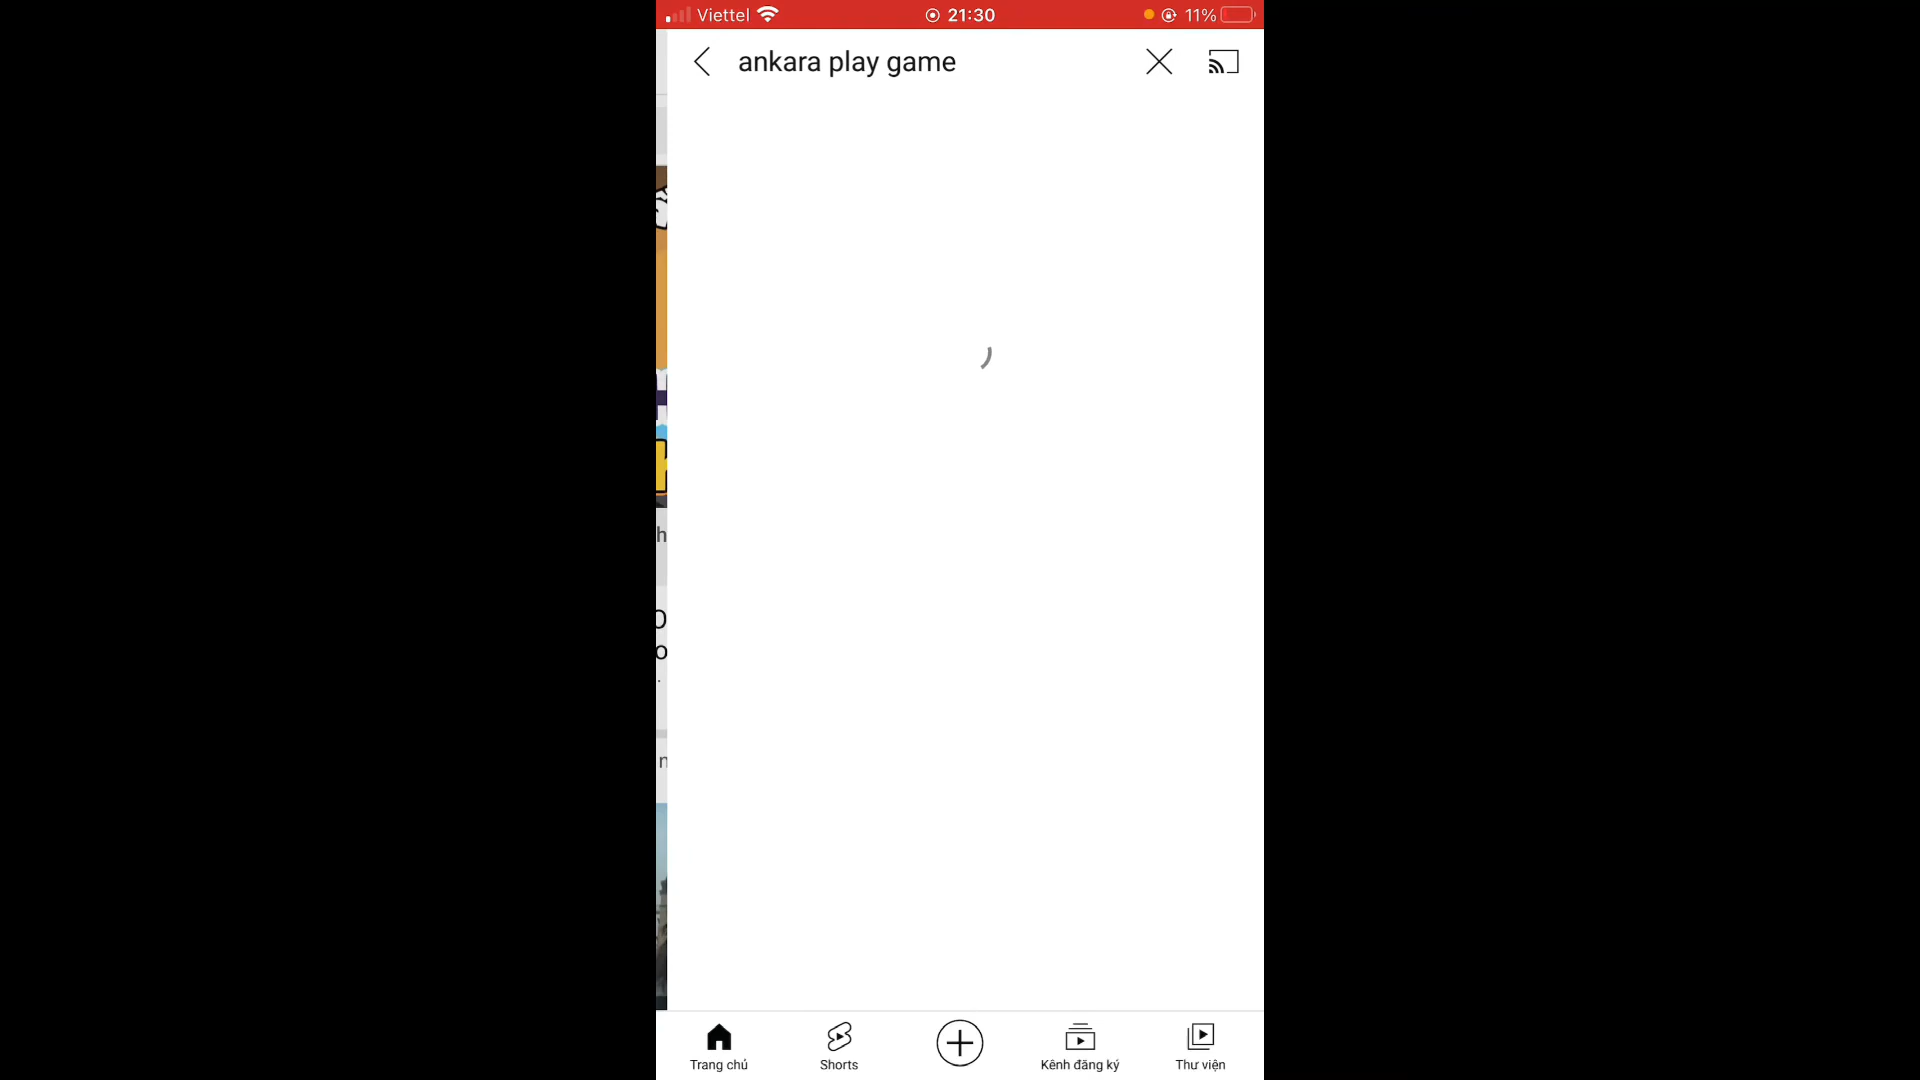 Viettel 21:30 11%
ankara play game
h
O
o
.
n
Trang chủ Shorts Kênh đăng ký Thư viện